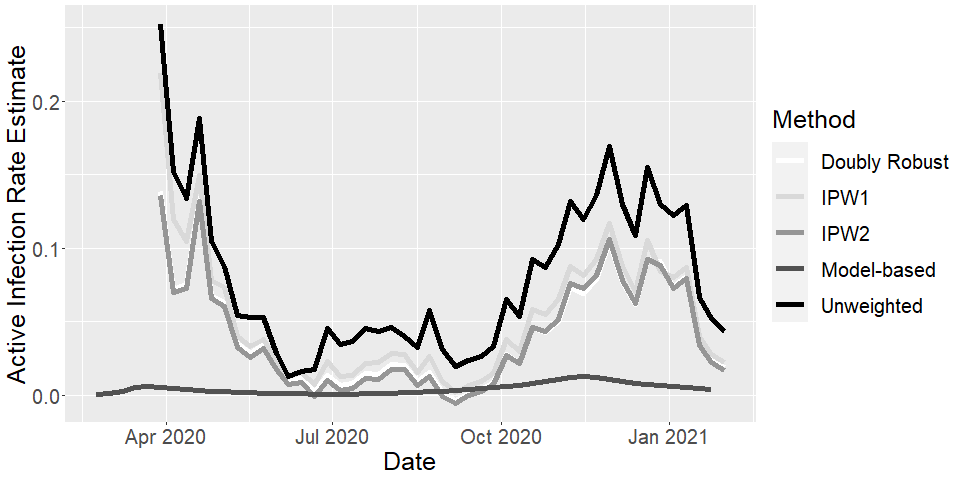 Active Infection Rate Estimate
0.2
0.1
0.0
Apr 2020
Jul 2020
Oct 2020
Jan 2021
Date
Method
Doubly Robust
IPW1
IPW2
Model-based
Unweighted